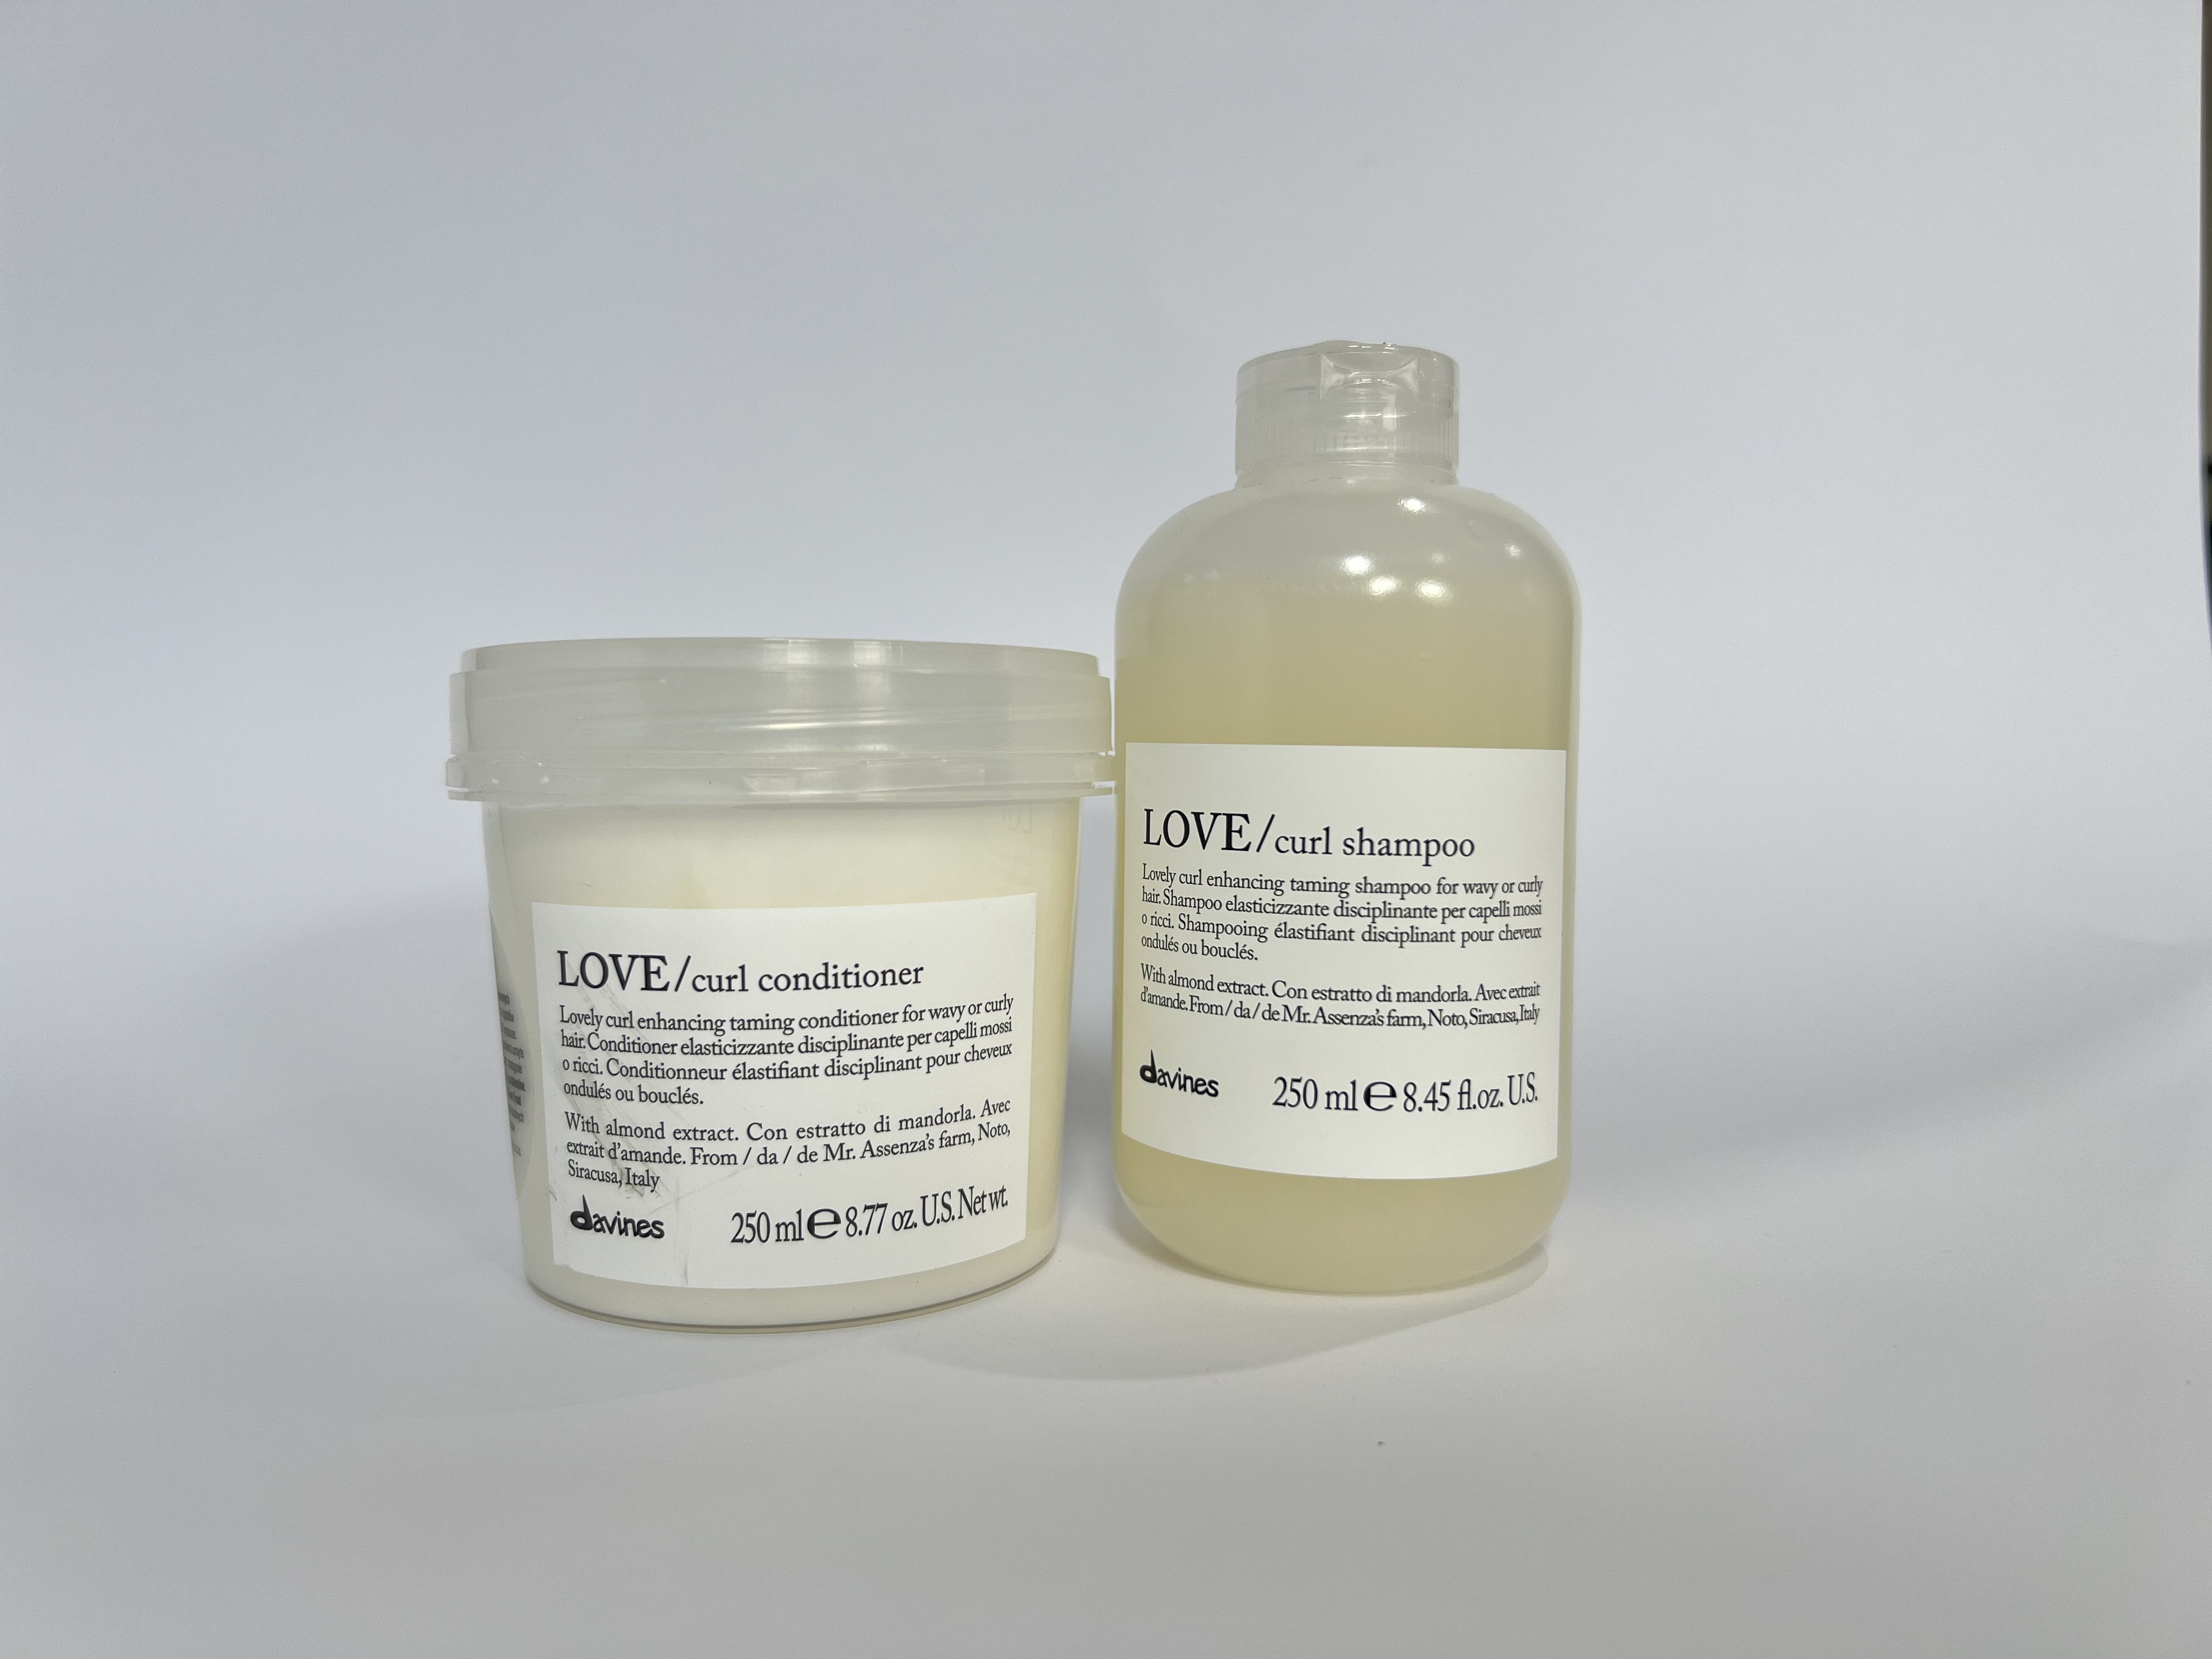 LOVE/curl conditioner
Lovely curl enhancing taming conditioner for wavy or curly
hair. Conditioner elasticizzante disciplinante per capelli mossi
o ricci. Conditionneur élastifiant disciplinant pour cheveux
ondulés ou bouclés.
With almond extract. Con estratto di mandorla. Avec
extrait d'amande. From / da / de Mr. Assenza's farm, Noto,
Siracusa, Italy
davines
250 ml e 8.77 oz. U.S. Net wt.
LOVE/curl shampoo
Lovely curl enhancing taming shampoo for wavy or curly
hair. Shampoo elasticizzante disciplinante per capelli mossi
o ricci. Shampooing élastifiant disciplinant pour cheveux
ondulés ou bouclés.
With almond extract. Con estratto di mandorla. Avec extrait
d'amande. From / da / de Mr. Assenza's farm, Noto, Siracusa, Italy
davines
250 ml e 8.45 fl.oz. U.S.